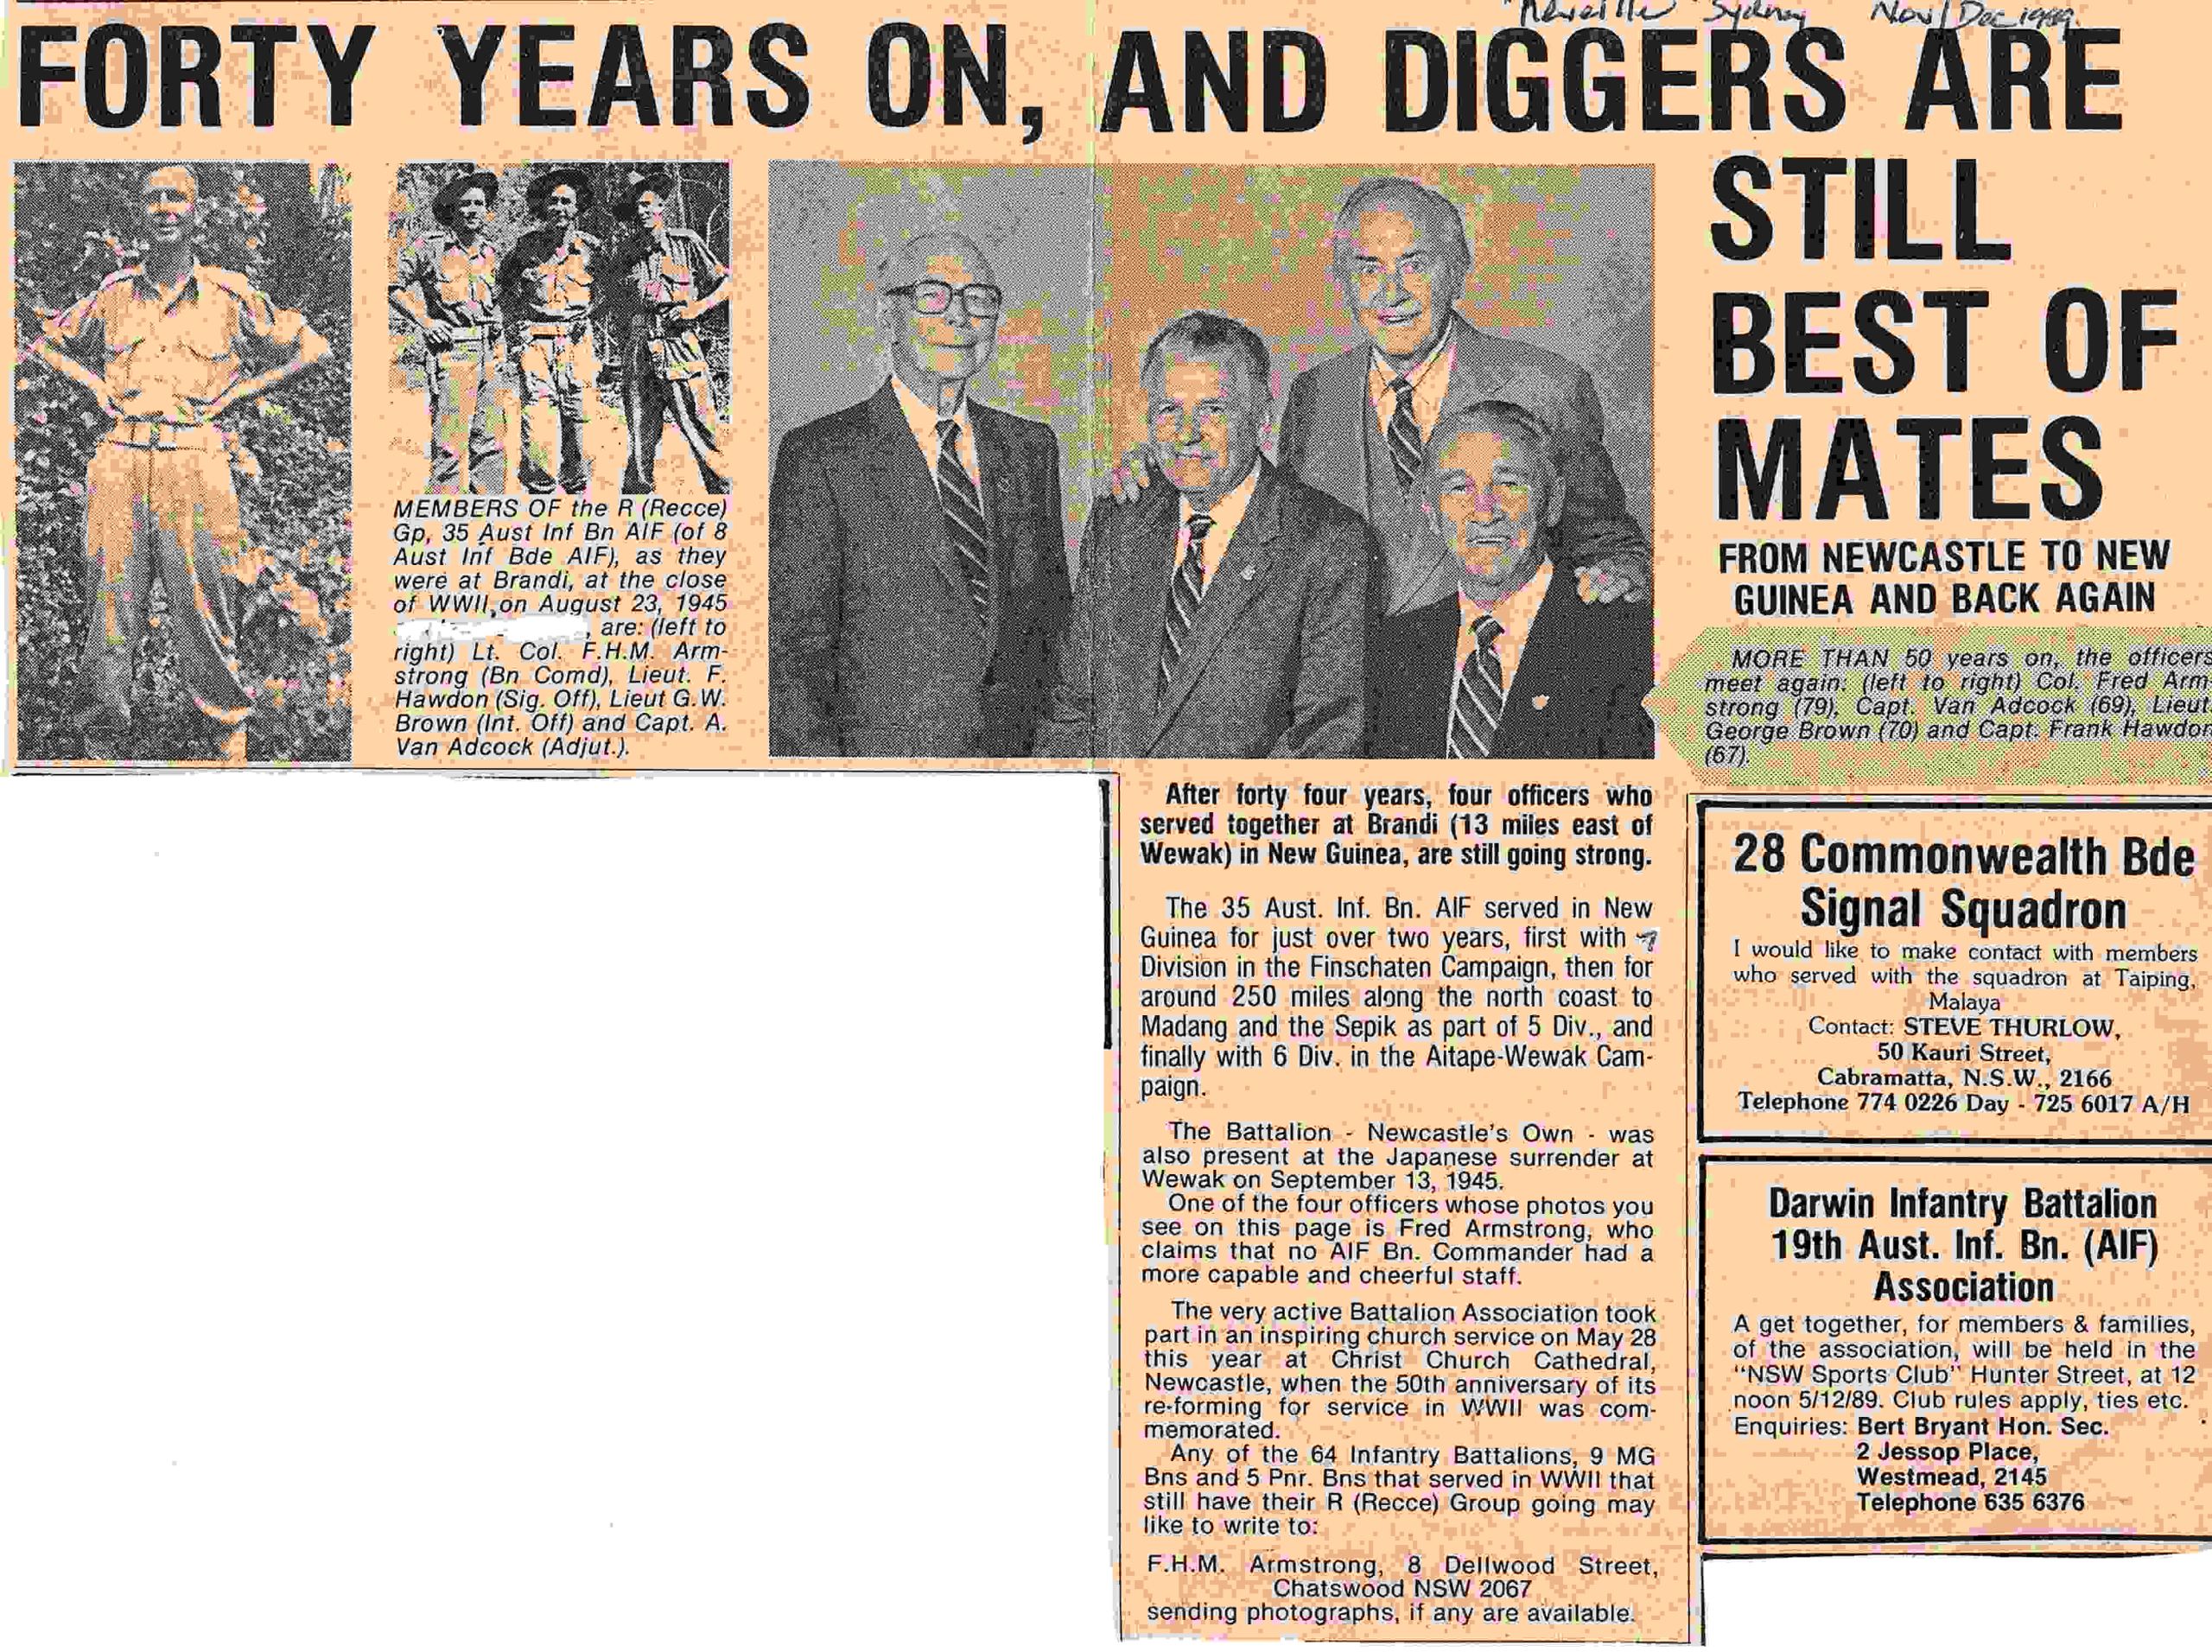 "Reveille" Sydney Nov/Dec 1989
FORTY YEARS ON, AND DIGGERS ARE
STILL
BEST OF
MATES
FROM NEWCASTLE TO NEW
GUINEA AND BACK AGAIN
MEMBERS OF the R (Recce)
Gp, 35 Aust Inf Bn AIF (of 8
Aust Inf Bde AIF), as they
were at Brandi, at the close
of WWII, on August 23, 1945
, are: (left to
right) Lt. Col. F.H.M. Arm-
strong (Bn Comd), Lieut. F.
Hawdon (Sig. Off), Lieut G.W.
Brown (Int. Off) and Capt. A.
Van Adcock (Adjut.).
MORE THAN 50 years on, the officers
meet again: (left to right) Col. Fred Arm-
strong (79), Capt. Van Adcock (69), Lieut.
George Brown (70) and Capt. Frank Hawdon
(67).
After forty four years, four officers who
served together at Brandi (13 miles east of
Wewak) in New Guinea, are still going strong.
The 35 Aust. Inf. Bn. AIF served in New
Guinea for just over two years, first with
Division in the Finschaten Campaign, then for
around 250 miles along the north coast to
Madang and the Sepik as part of 5 Div., and
finally with 6 Div. in the Aitape-Wewak Cam-
paign.
The Battalion - Newcastle's Own - was
also present at the Japanese surrender at
Wewak on September 13, 1945.
One of the four officers whose photos you
see on this page is Fred Armstrong, who
claims that no AIF Bn. Commander had a
more capable and cheerful staff.
The very active Battalion Association took
part in an inspiring church service on May 28
this year at Christ Church Cathedral,
Newcastle, when the 50th anniversary of its
re-forming for service in WWII was com-
memorated.
Any of the 64 Infantry Battalions, 9 MG
Bns and 5 Pnr. Bns that served in WWII that
still have their R (Recce) Group going may
like to write to:
F.H.M. Armstrong, 8 Dellwood Street,
Chatswood NSW 2067
sending photographs, if any are available.
28 Commonwealth Bde
Signal Squadron
I would like to make contact with members
who served with the squadron at Taiping,
Malaya
Contact: STEVE THURLOW,
50 Kauri Street,
Cabramatta, N.S.W., 2166
Telephone 774 0226 Day - 725 6017 A/H
Darwin Infantry Battalion
19th Aust. Inf. Bn. (AIF)
Association
A get together, for members & families,
of the association, will be held in the
"NSW Sports Club" Hunter Street, at 12
noon 5/12/89. Club rules apply, ties etc.
Enquiries: Bert Bryant Hon. Sec.
2 Jessop Place,
Westmead, 2145
Telephone 635 6376